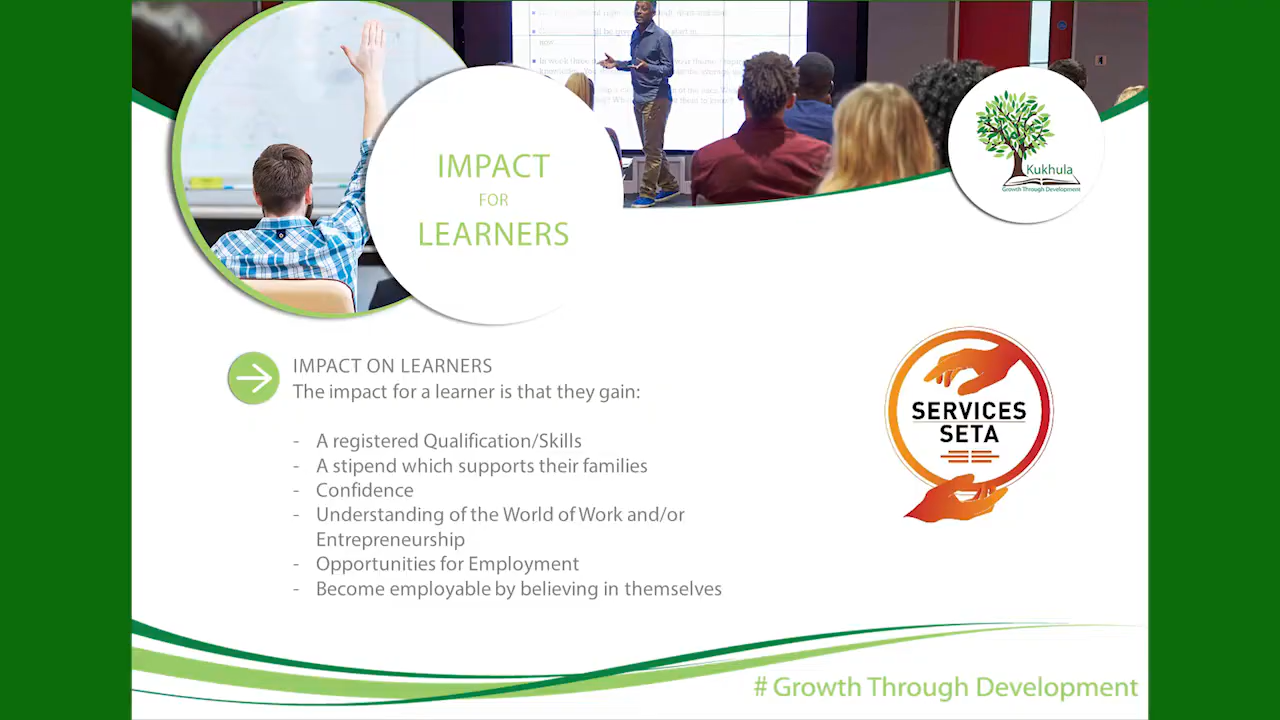 IMPACT
FOR
LEARNERS
Kukhula
Growth Through Development
IMPACT ON LEARNERS
The impact for a learner is that they gain:
- A registered Qualification/Skills
- A stipend which supports their families
- Confidence
- Understanding of the World of Work and/or
Entrepreneurship
- Opportunities for Employment
- Become employable by believing in themselves
SERVICES
SETA
# Growth Through Development